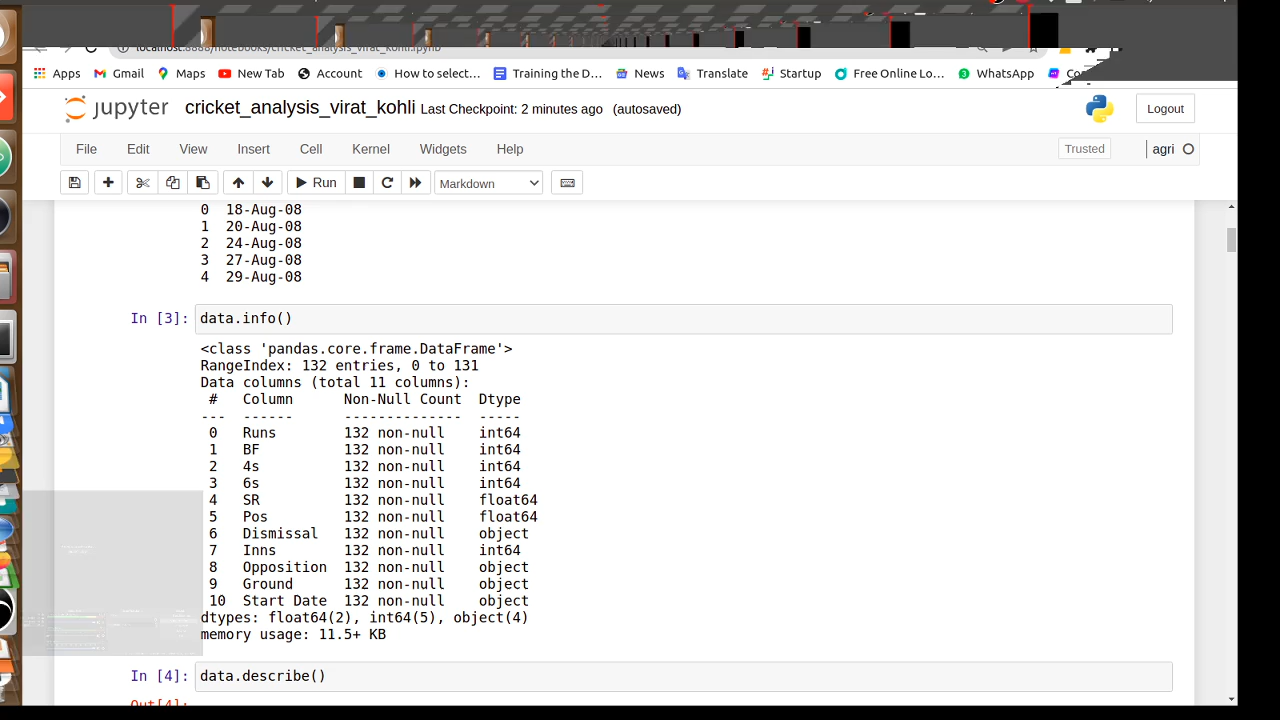 localhost:8888/notebooks/cricket_analysis_virat_kohli.ipynb
Apps Gmail Maps New Tab Account How to select... Training the D... News Translate Startup Free Online Lo... WhatsApp
jupyter cricket_analysis_virat_kohli Last Checkpoint: 2 minutes ago (autosaved) Logout
File Edit View Insert Cell Kernel Widgets Help Trusted agri
Run Markdown
0 18-Aug-08
1 20-Aug-08
2 24-Aug-08
3 27-Aug-08
4 29-Aug-08
In [3]: data.info()
<class 'pandas.core.frame.DataFrame'>
RangeIndex: 132 entries, 0 to 131
Data columns (total 11 columns):
# Column Non-Null Count Dtype
--- ------ -------------- -----
0 Runs 132 non-null int64
1 BF 132 non-null int64
2 4s 132 non-null int64
3 6s 132 non-null int64
4 SR 132 non-null float64
5 Pos 132 non-null float64
6 Dismissal 132 non-null object
7 Inns 132 non-null int64
8 Opposition 132 non-null object
9 Ground 132 non-null object
10 Start Date 132 non-null object
dtypes: float64(2), int64(5), object(4)
memory usage: 11.5+ KB
In [4]: data.describe()
Out[4]: